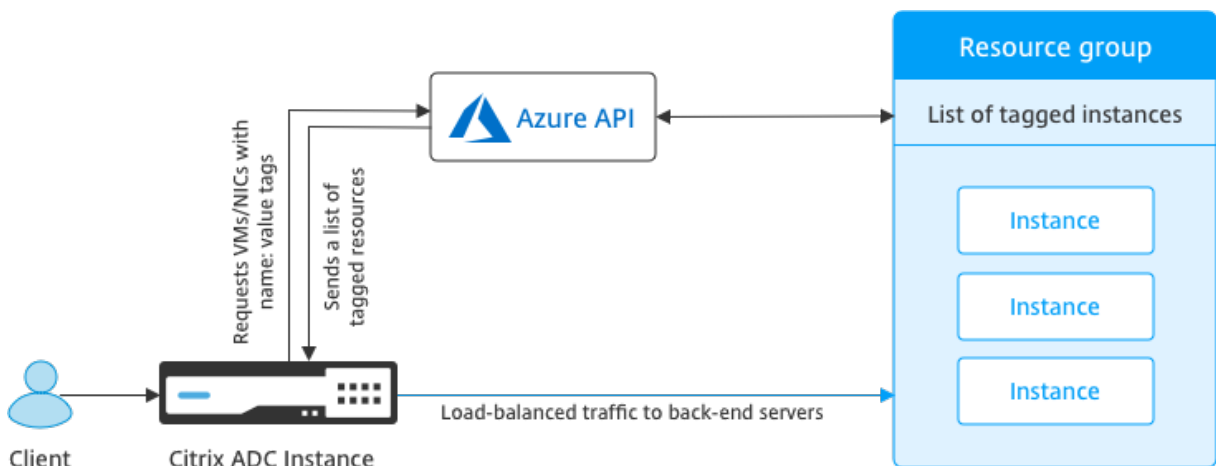 Resource group
List of tagged instances
Azure API
Requests VMs/NICs with
name: value tags
Sends a list of
tagged resources
Instance
Instance
Instance
Load-balanced traffic to back-end servers
Client
Citrix ADC Instance